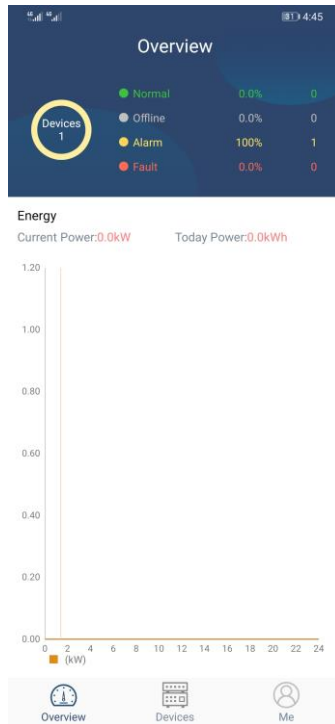 4:45
Overview
Devices
1
Normal 0.0% 0
Offline 0.0% 0
Alarm 100% 1
Fault 0.0% 0
Energy
Current Power:0.0kW Today Power:0.0kWh
1.20
1.00
0.80
0.60
0.40
0.20
0.00
0 2 4 6 8 10 12 14 16 18 20 22 24
(kW)
Overview Devices Me